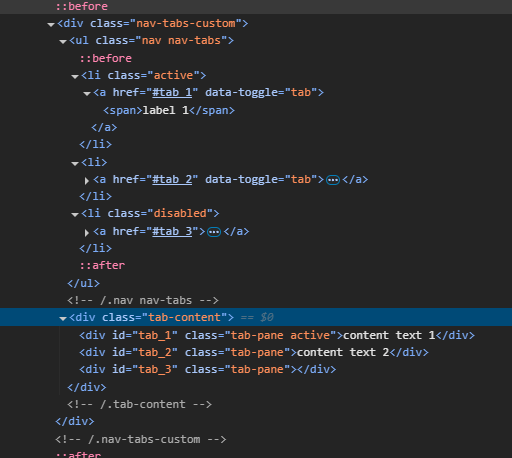 ::before
<div class="nav-tabs-custom">
<ul class="nav nav-tabs">
::before
<li class="active">
<a href="#tab_1" data-toggle="tab">
<span>label 1</span>
</a>
</li>
<li>
<a href="#tab_2" data-toggle="tab">…</a>
</li>
<li class="disabled">
<a href="#tab_3">…</a>
</li>
::after
</ul>
<!-- /.nav nav-tabs -->
<div class="tab-content"> == $0
<div id="tab_1" class="tab-pane active">content text 1</div>
<div id="tab_2" class="tab-pane">content text 2</div>
<div id="tab_3" class="tab-pane"></div>
</div>
<!-- /.tab-content -->
</div>
<!-- /.nav-tabs-custom -->
::after